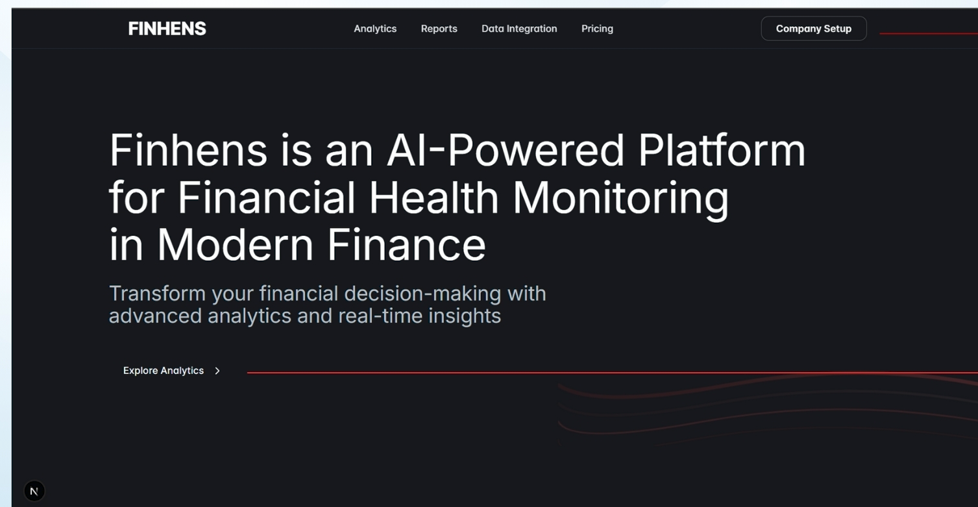 FINHENS
Analytics Reports Data Integration Pricing
Company Setup
Finhens is an AI-Powered Platform
for Financial Health Monitoring
in Modern Finance
Transform your financial decision-making with
advanced analytics and real-time insights
Explore Analytics
N